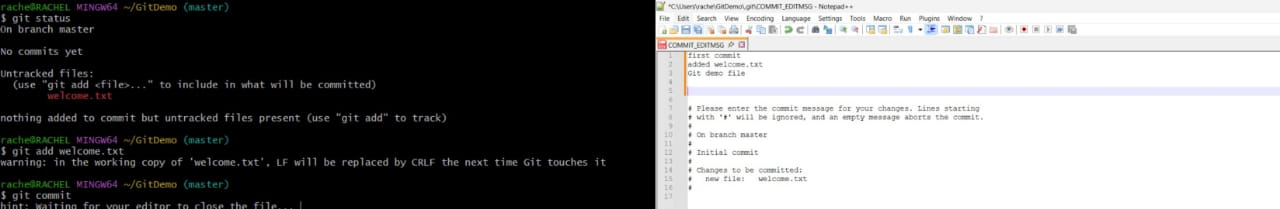 rache@RACHEL MINGW64 ~/GitDemo (master)
$ git status
On branch master
No commits yet
Untracked files:
(use "git add <file>..." to include in what will be committed)
welcome.txt
nothing added to commit but untracked files present (use "git add" to track)
rache@RACHEL MINGW64 ~/GitDemo (master)
$ git add welcome.txt
warning: in the working copy of 'welcome.txt', LF will be replaced by CRLF the next time Git touches it
rache@RACHEL MINGW64 ~/GitDemo (master)
$ git commit
hint: Waiting for your editor to close the file...
*C:\Users\rache\GitDemo\.git\COMMIT_EDITMSG - Notepad++
File Edit Search View Encoding Language Settings Tools Macro Run Plugins Window ?
COMMIT_EDITMSG
1 first commit
2 added welcome.txt
3 Git demo file
4
5
6
7 # Please enter the commit message for your changes. Lines starting
8 # with '#' will be ignored, and an empty message aborts the commit.
9 #
10 # On branch master
11 #
12 # Initial commit
13 #
14 # Changes to be committed:
15 # new file: welcome.txt
16 #
17